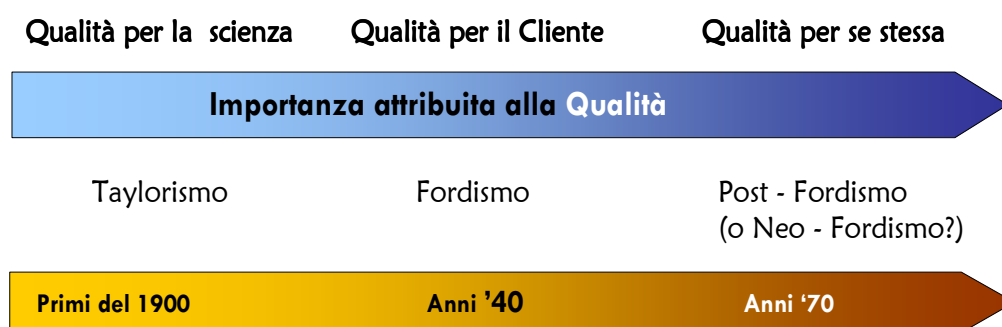 Qualità per la scienza
Qualità per il Cliente
Qualità per se stessa
Importanza attribuita alla Qualità
Taylorismo
Fordismo
Post - Fordismo
(o Neo - Fordismo?)
Primi del 1900
Anni ’40
Anni ‘70